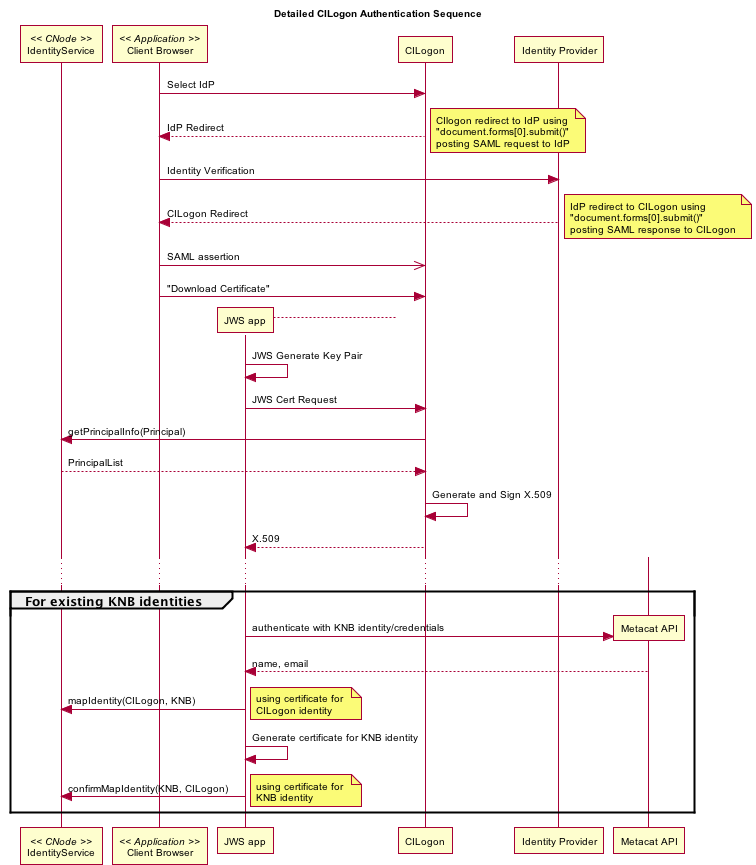 Detailed CILogon Authentication Sequence
<< CNode >>
IdentityService
<< Application >>
Client Browser
CILogon
Identity Provider
Select IdP
CIlogon redirect to IdP using
"document.forms[0].submit()"
posting SAML request to IdP
IdP Redirect
Identity Verification
IdP redirect to CILogon using
"document.forms[0].submit()"
posting SAML response to CILogon
CILogon Redirect
SAML assertion
"Download Certificate"
JWS app
JWS Generate Key Pair
JWS Cert Request
getPrincipalInfo(Principal)
PrincipalList
Generate and Sign X.509
X.509
For existing KNB identities
authenticate with KNB identity/credentials
Metacat API
name, email
mapIdentity(CILogon, KNB)
using certificate for
CILogon identity
Generate certificate for KNB identity
confirmMapIdentity(KNB, CILogon)
using certificate for
KNB identity
<< CNode >>
IdentityService
<< Application >>
Client Browser
JWS app
CILogon
Identity Provider
Metacat API